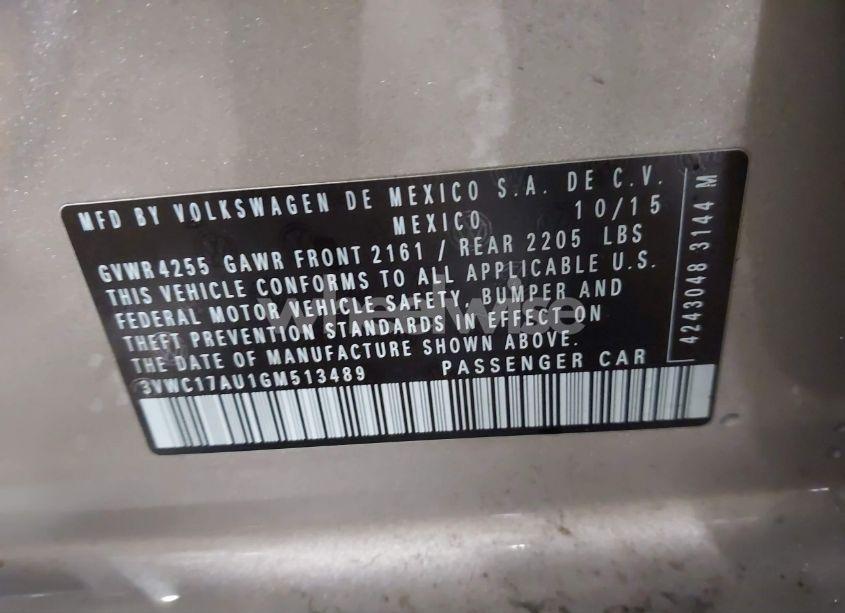 MFD BY VOLKSWAGEN DE MEXICO S.A. DE C.V.
MEXICO 10/15
GVWR4255 GAWR FRONT 2161 / REAR 2205 LBS
THIS VEHICLE CONFORMS TO ALL APPLICABLE U.S.
FEDERAL MOTOR VEHICLE SAFETY, BUMPER AND
THEFT PREVENTION STANDARDS IN EFFECT ON
THE DATE OF MANUFACTURE SHOWN ABOVE.
3VWC17AU1GM513489 PASSENGER CAR
4243048 3144 M
wheelwise